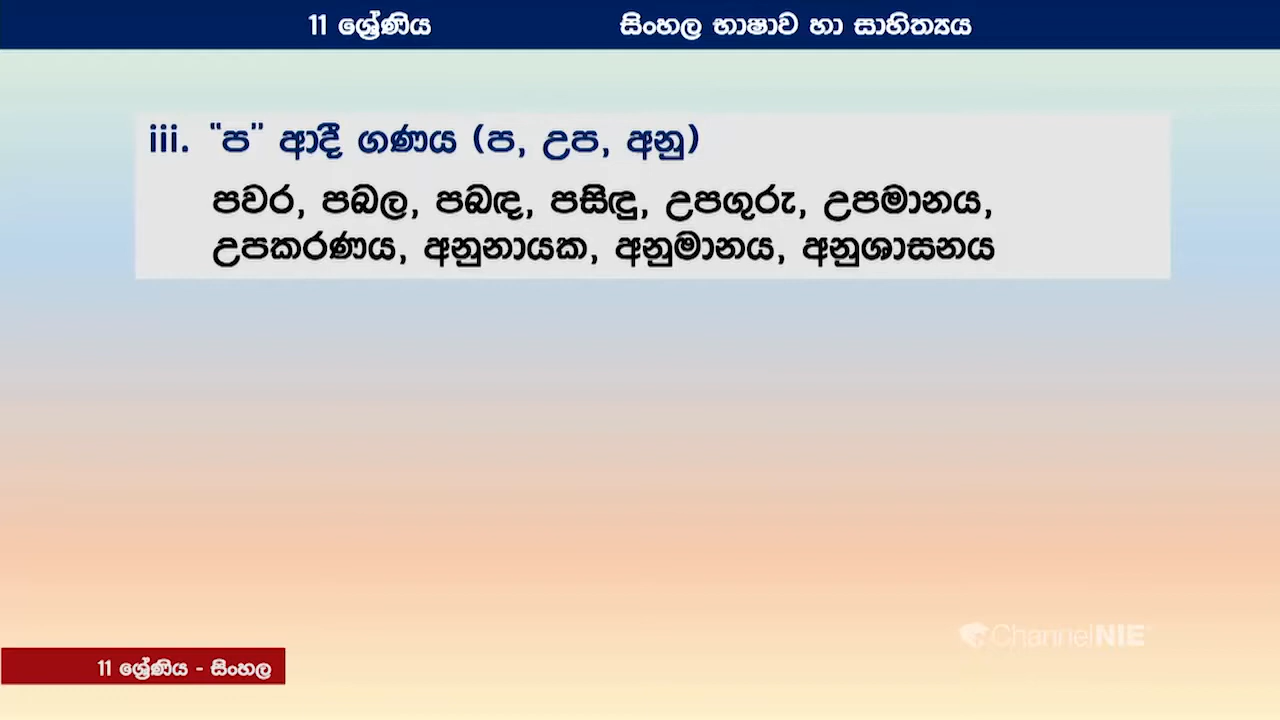 11 ශ්‍රේණිය සිංහල භාෂාව හා සාහිත්‍යය
iii. "ප" ආදී ගණය (ප, උප, අනු)
පවර, පබල, පබඳ, පසිඳු, උපගුරු, උපමානය,
උපකරණය, අනුනායක, අනුමානය, අනුශාසනය
ChannelNIE
11 ශ්‍රේණිය - සිංහල